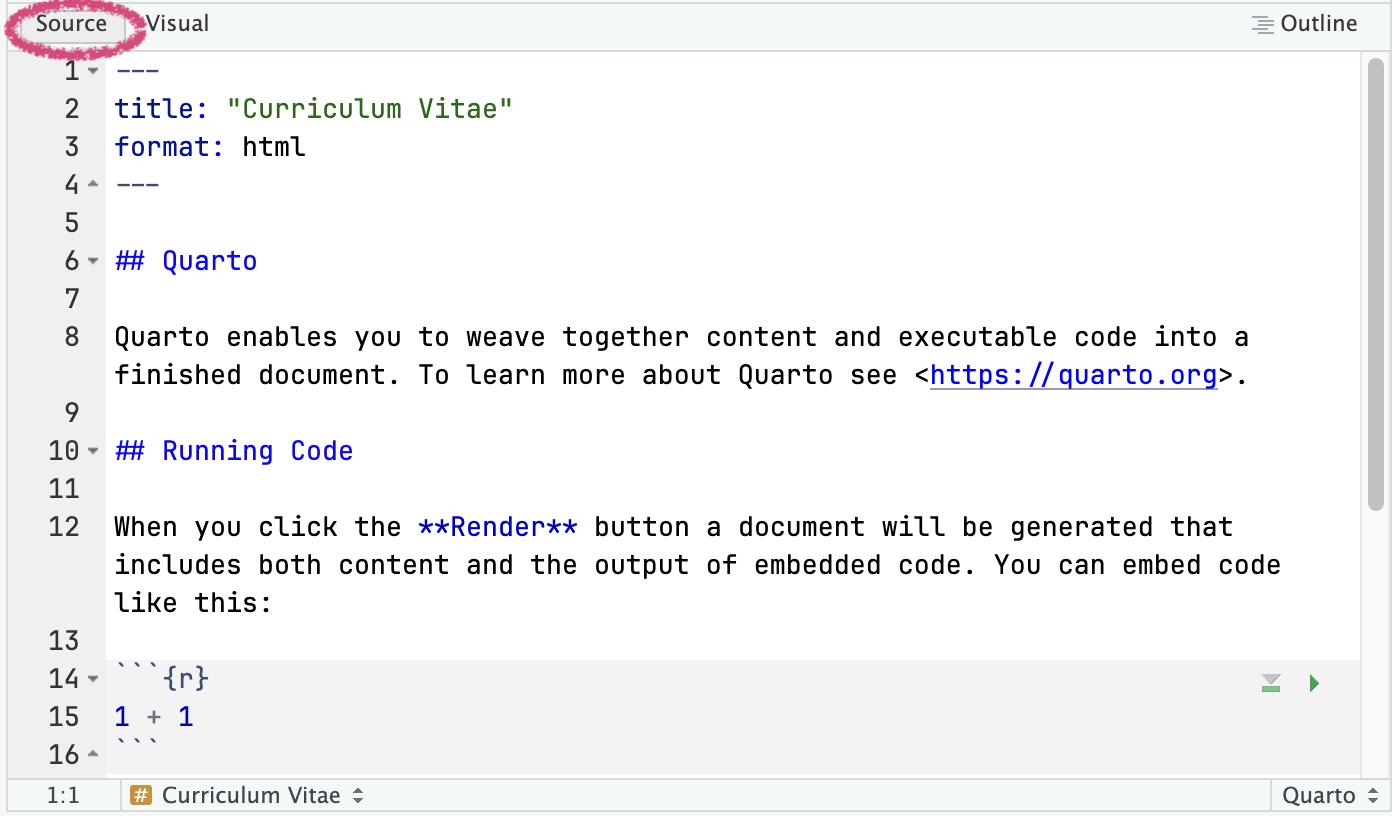 Source Visual Outline
1 ---
2 title: "Curriculum Vitae"
3 format: html
4 ---
5
6 ## Quarto
7
8 Quarto enables you to weave together content and executable code into a
finished document. To learn more about Quarto see <https://quarto.org>.
9
10 ## Running Code
11
12 When you click the **Render** button a document will be generated that
includes both content and the output of embedded code. You can embed code
like this:
13
14 ```{r}
15 1 + 1
16 ```
1:1 # Curriculum Vitae Quarto